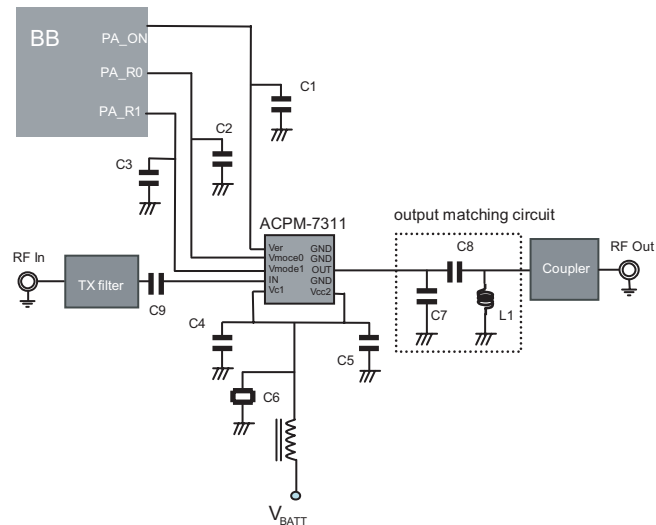 BB
PA_ON
PA_R0
PA_R1
C1
C2
C3
ACPM-7311
Ver
Vmoce0
Vmode1
IN
Vc1
GND
GND
OUT
GND
Vcc2
output matching circuit
C8
C7
L1
Coupler
RF Out
RF In
TX filter
C9
C4
C5
C6
VBATT